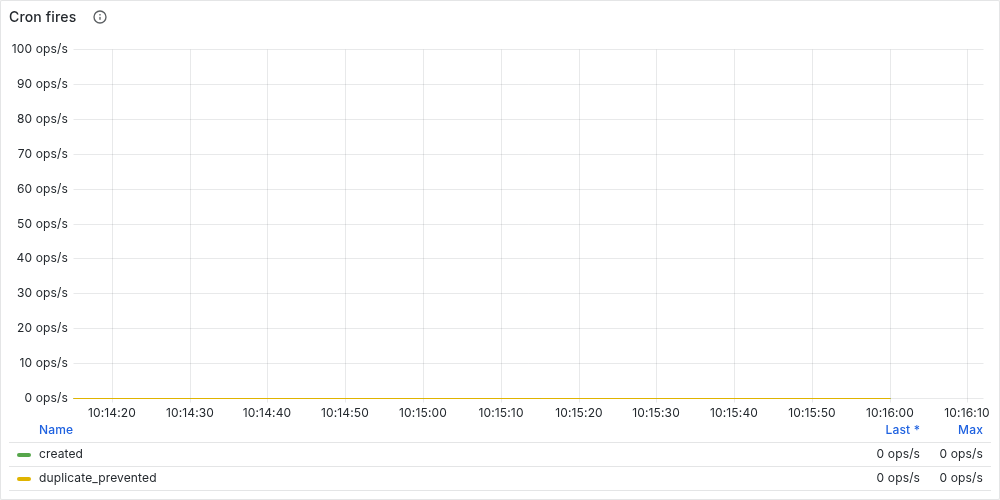 Cron fires
100 ops/s
90 ops/s
80 ops/s
70 ops/s
60 ops/s
50 ops/s
40 ops/s
30 ops/s
20 ops/s
10 ops/s
0 ops/s
10:14:20 10:14:30 10:14:40 10:14:50 10:15:00 10:15:10 10:15:20 10:15:30 10:15:40 10:15:50 10:16:00 10:16:10
Name Last * Max
created 0 ops/s 0 ops/s
duplicate_prevented 0 ops/s 0 ops/s